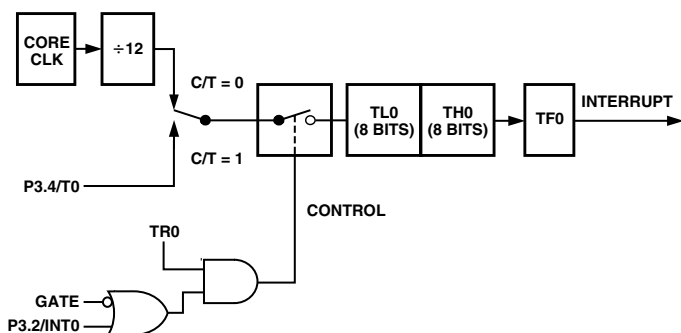 CORE
CLK
÷12
C/T = 0
C/T = 1
P3.4/T0
TL0
(8 BITS)
TH0
(8 BITS)
TF0
INTERRUPT
CONTROL
TR0
GATE
P3.2/INT0